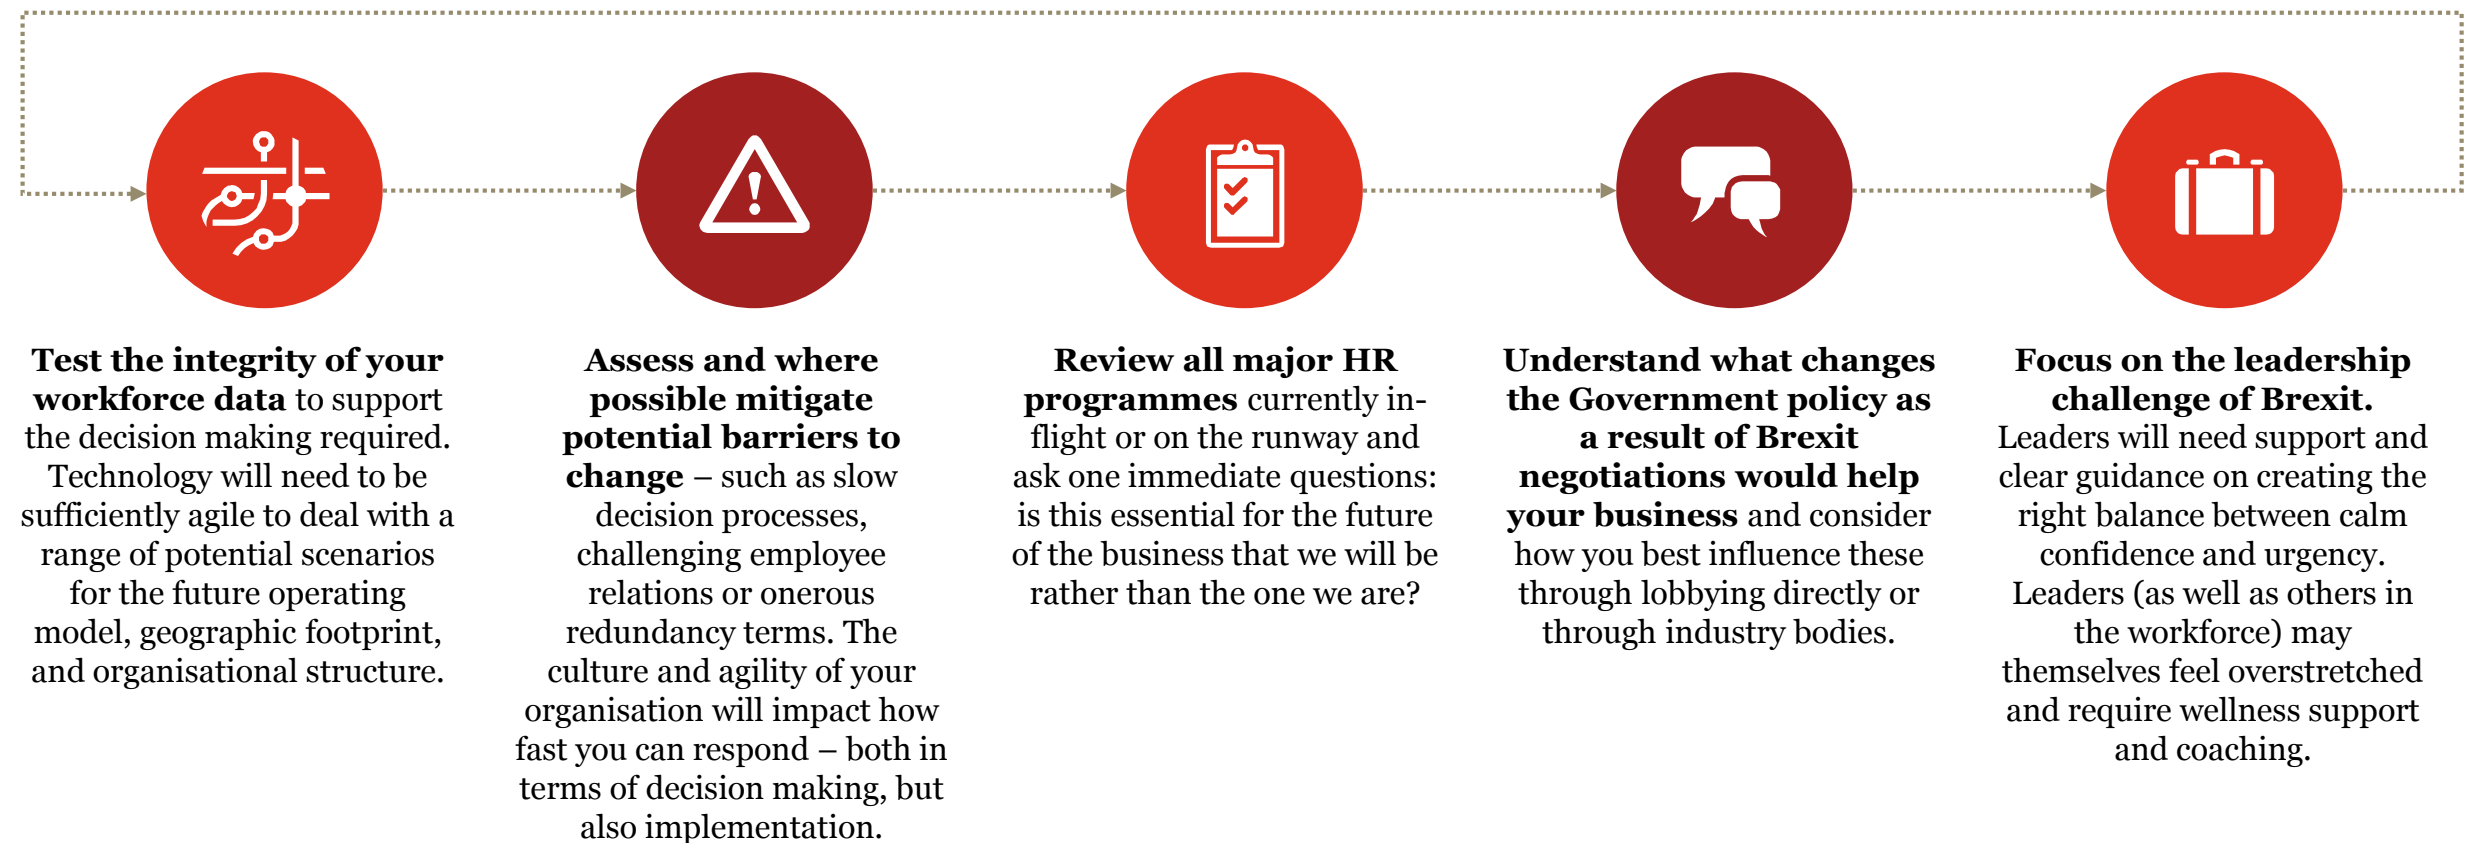 Test the integrity of your
workforce data to support
the decision making required.
Technology will need to be
sufficiently agile to deal with a
range of potential scenarios
for the future operating
model, geographic footprint,
and organisational structure.
Assess and where
possible mitigate
potential barriers to
change – such as slow
decision processes,
challenging employee
relations or onerous
redundancy terms. The
culture and agility of your
organisation will impact how
fast you can respond – both in
terms of decision making, but
also implementation.
Review all major HR
programmes currently in-
flight or on the runway and
ask one immediate questions:
is this essential for the future
of the business that we will be
rather than the one we are?
Understand what changes
the Government policy as
a result of Brexit
negotiations would help
your business and consider
how you best influence these
through lobbying directly or
through industry bodies.
Focus on the leadership
challenge of Brexit.
Leaders will need support and
clear guidance on creating the
right balance between calm
confidence and urgency.
Leaders (as well as others in
the workforce) may
themselves feel overstretched
and require wellness support
and coaching.